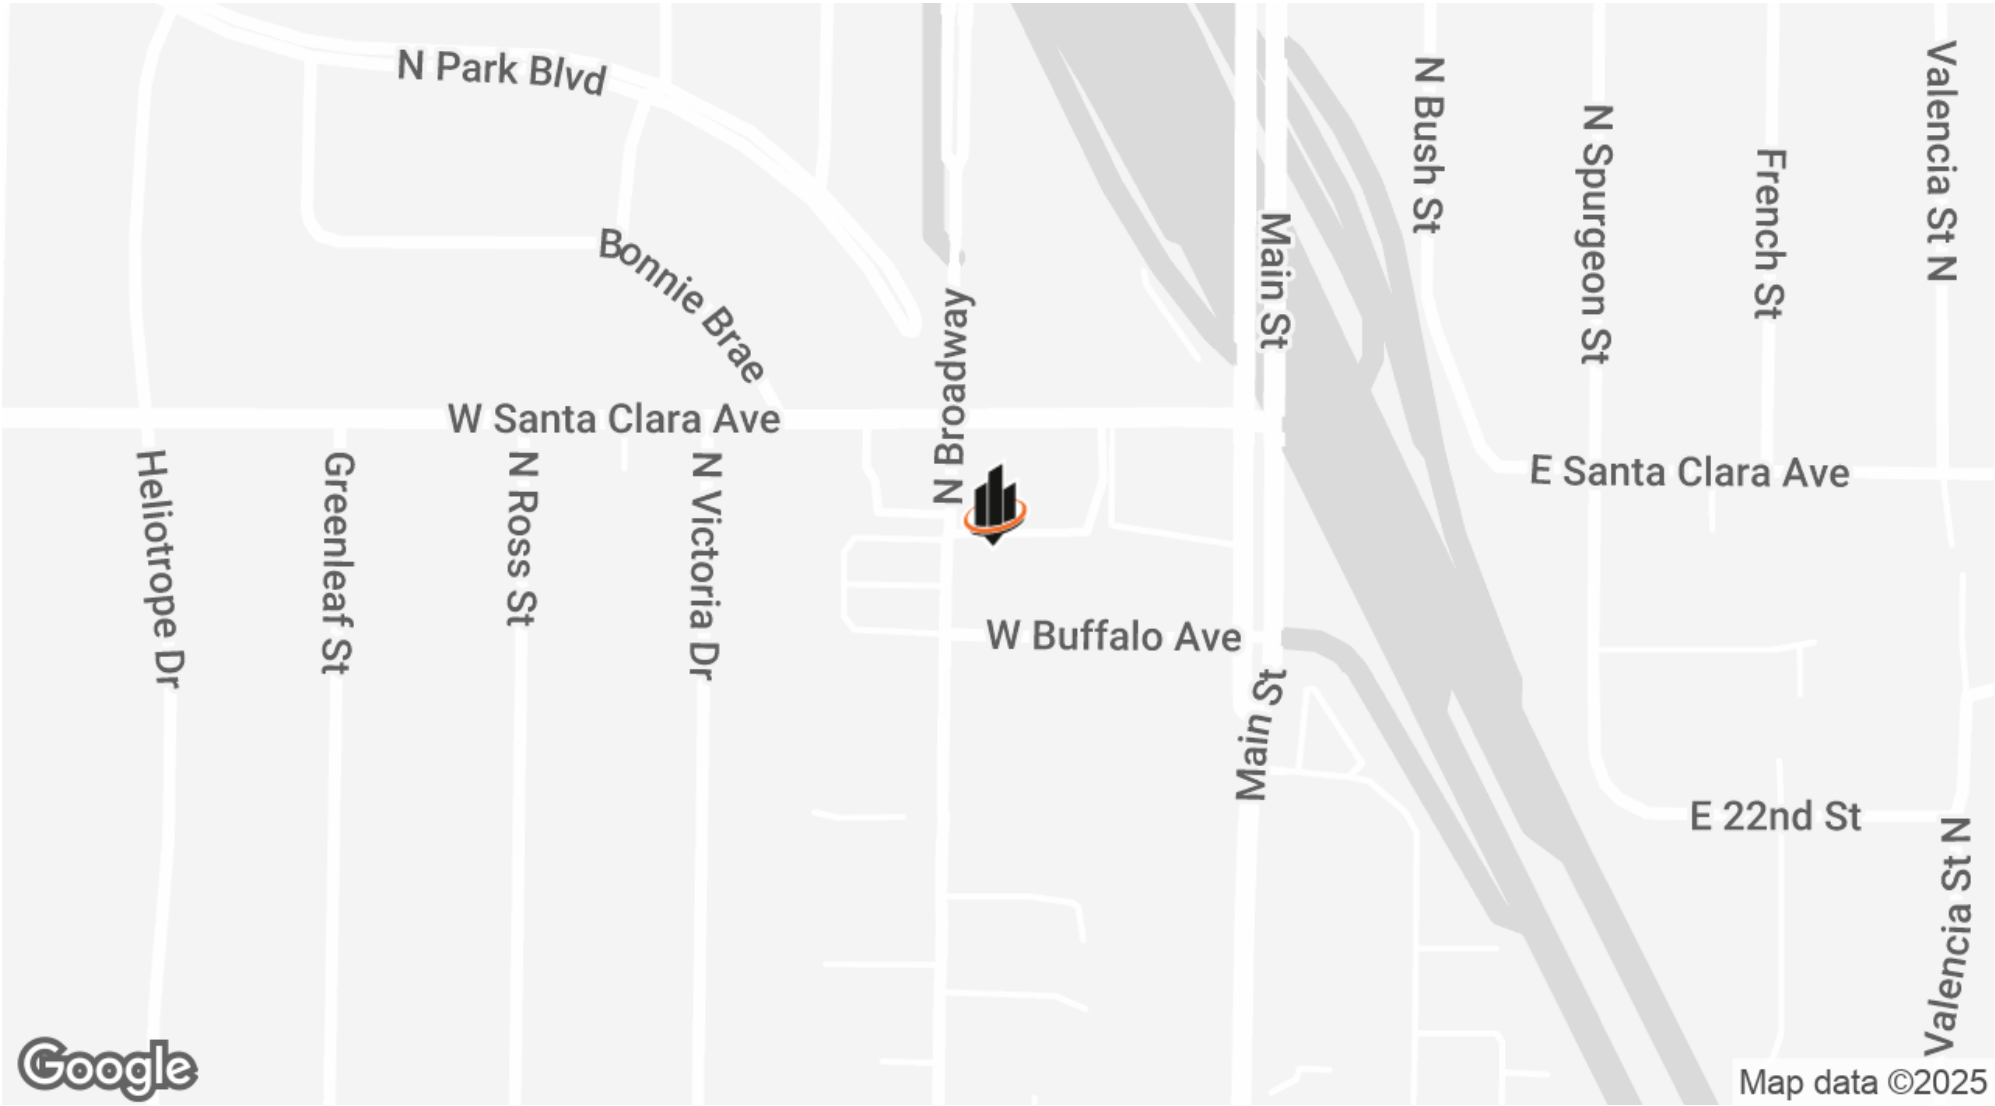 N Park Blvd
Bonnie Brae
W Santa Clara Ave
N Broadway
Main St
N Bush St
N Spurgeon St
French St
Valencia St N
E Santa Clara Ave
Heliotrope Dr
Greenleaf St
N Ross St
N Victoria Dr
W Buffalo Ave
Main St
E 22nd St
Valencia St N
Google
Map data ©2025